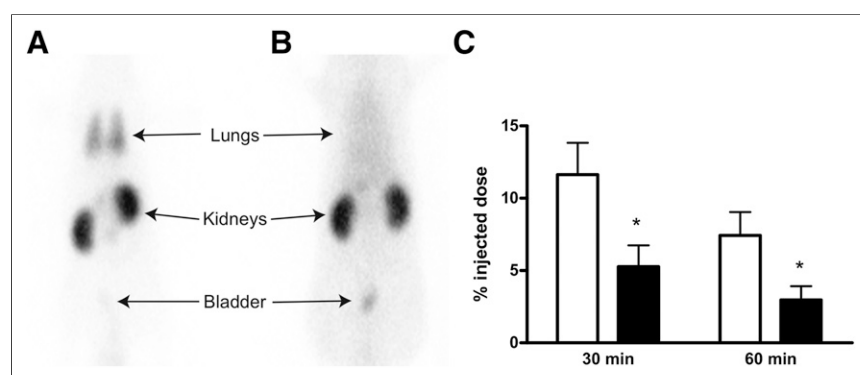 A
B
C
Lungs
Kidneys
Bladder
% injected dose
15
10
5
0
*
*
30 min
60 min